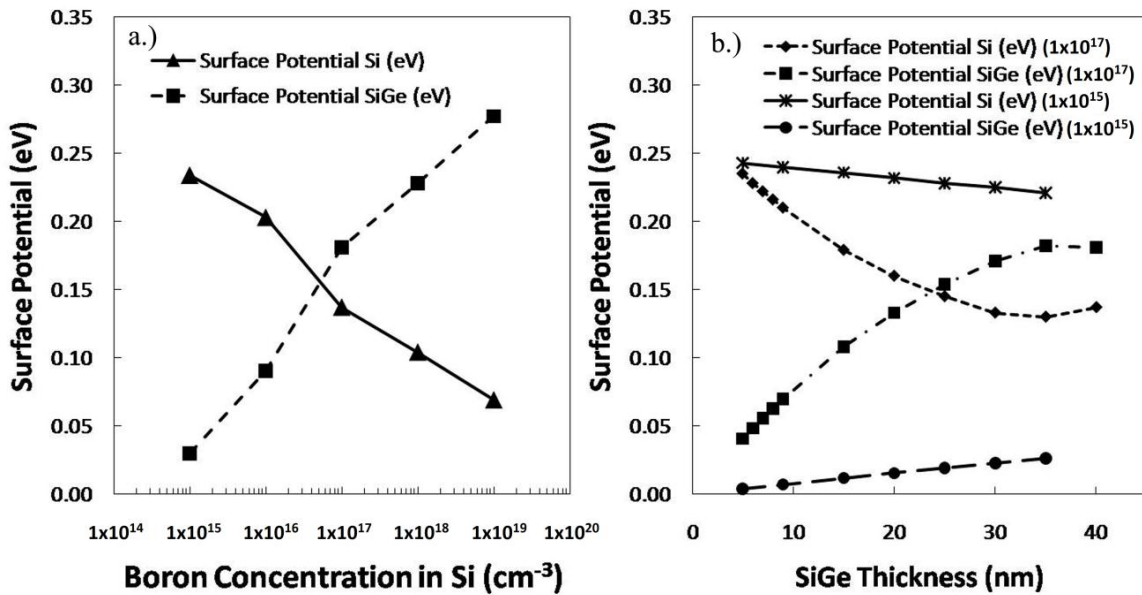 a.)
Surface Potential Si (eV)
Surface Potential SiGe (eV)
0.35
0.30
0.25
0.20
0.15
0.10
0.05
0.00
Surface Potential (eV)
1x10¹⁴ 1x10¹⁵ 1x10¹⁶ 1x10¹⁷ 1x10¹⁸ 1x10¹⁹ 1x10²⁰
Boron Concentration in Si (cm⁻³)
b.)
Surface Potential Si (eV) (1x10¹⁷)
Surface Potential SiGe (eV) (1x10¹⁷)
Surface Potential Si (eV) (1x10¹⁵)
Surface Potential SiGe (eV) (1x10¹⁵)
0.35
0.30
0.25
0.20
0.15
0.10
0.05
0.00
Surface Potential (eV)
0 10 20 30 40
SiGe Thickness (nm)